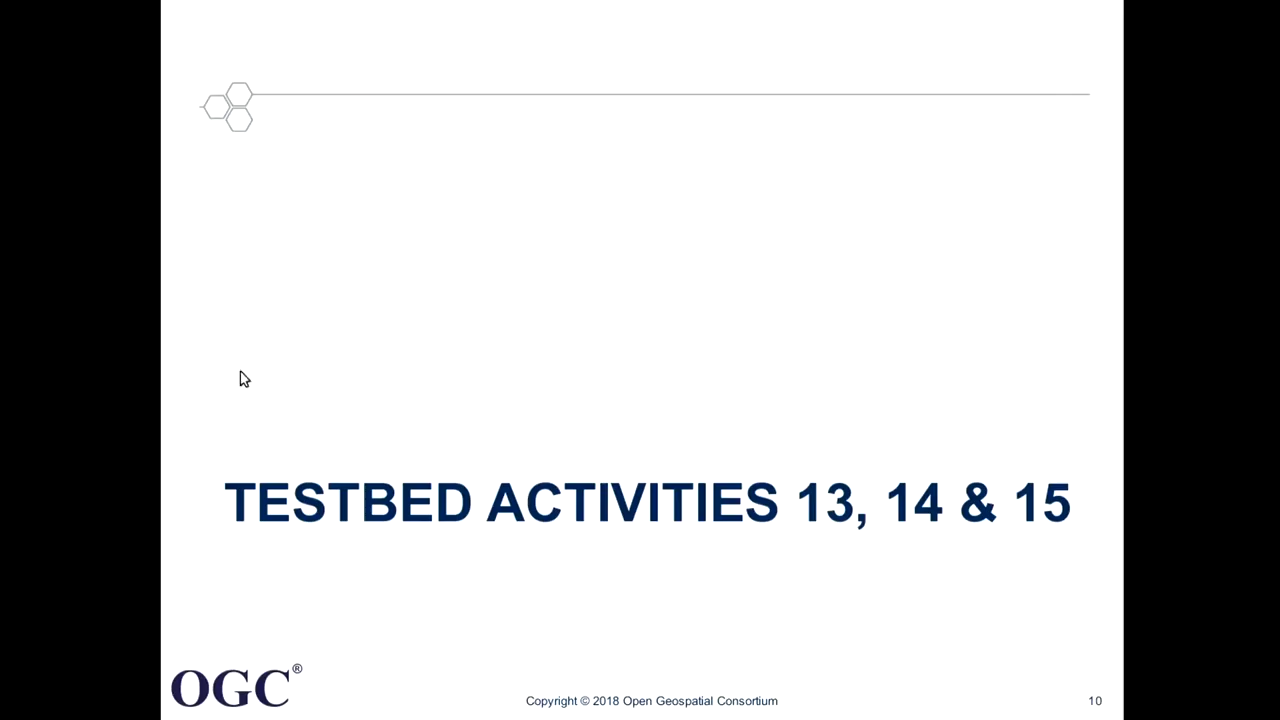 TESTBED ACTIVITIES 13, 14 & 15
OGC®
Copyright © 2018 Open Geospatial Consortium
10